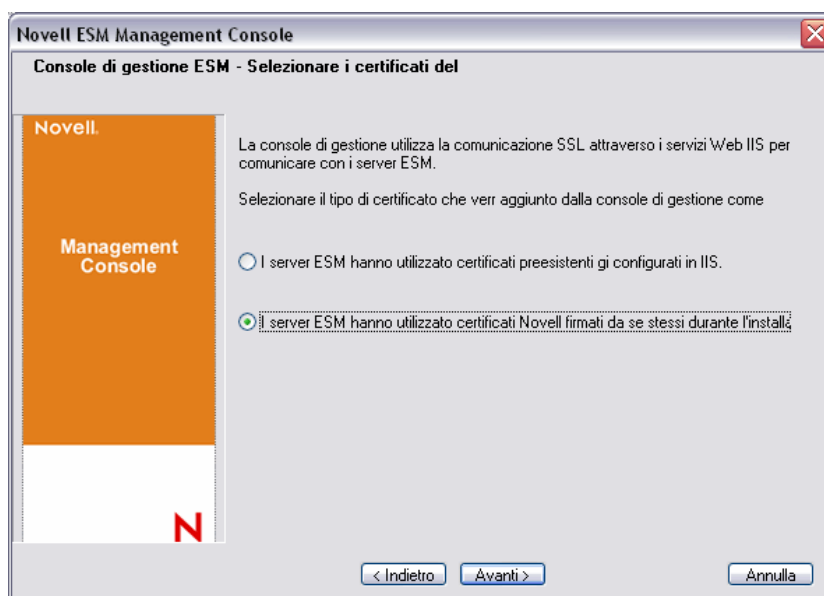 Novell ESM Management Console
Console di gestione ESM - Selezionare i certificati del
Novell.
Management
Console
La console di gestione utilizza la comunicazione SSL attraverso i servizi Web IIS per
comunicare con i server ESM.
Selezionare il tipo di certificato che verr aggiunto dalla console di gestione come
I server ESM hanno utilizzato certificati preesistenti gi configurati in IIS.
I server ESM hanno utilizzato certificati Novell firmati da se stessi durante l'installa
N
< Indietro
Avanti >
Annulla